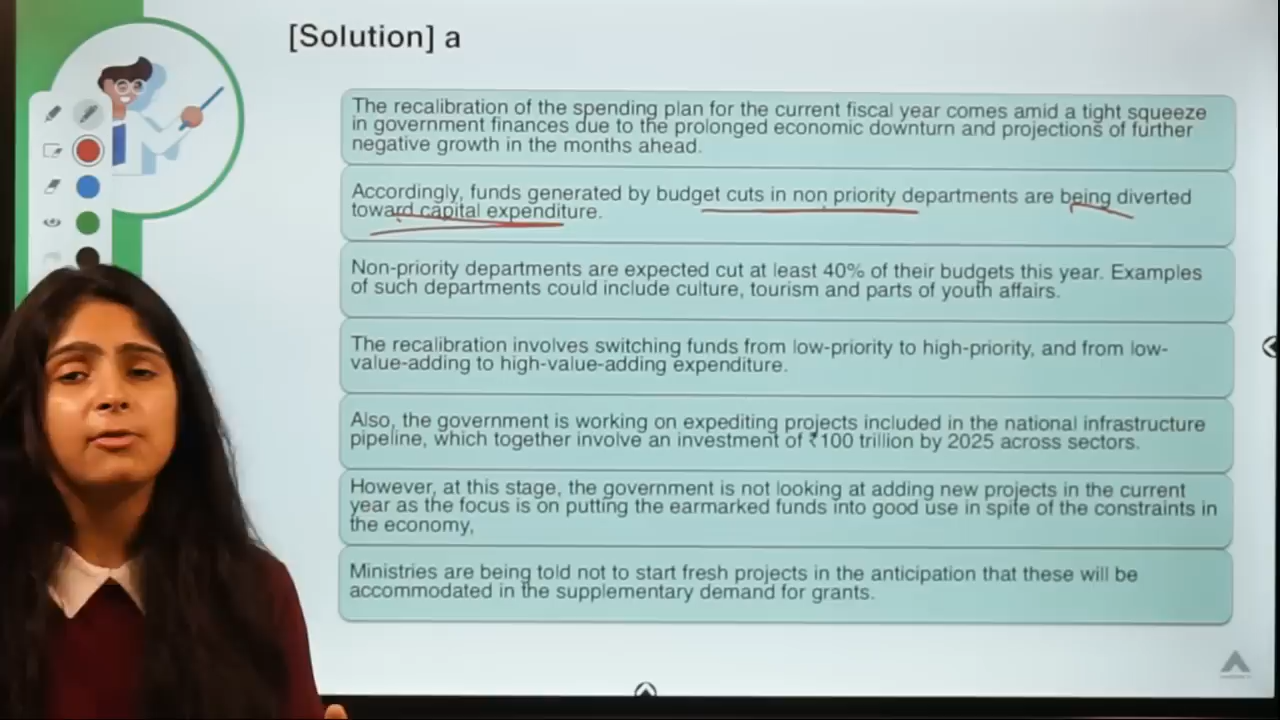 [Solution] a
The recalibration of the spending plan for the current fiscal year comes amid a tight squeeze
in government finances due to the prolonged economic downturn and projections of further
negative growth in the months ahead.
Accordingly, funds generated by budget cuts in non priority departments are being diverted
toward capital expenditure.
Non-priority departments are expected cut at least 40% of their budgets this year. Examples
of such departments could include culture, tourism and parts of youth affairs.
The recalibration involves switching funds from low-priority to high-priority, and from low-
value-adding to high-value-adding expenditure.
Also, the government is working on expediting projects included in the national infrastructure
pipeline, which together involve an investment of ₹100 trillion by 2025 across sectors.
However, at this stage, the government is not looking at adding new projects in the current
year as the focus is on putting the earmarked funds into good use in spite of the constraints in
the economy,
Ministries are being told not to start fresh projects in the anticipation that these will be
accommodated in the supplementary demand for grants.